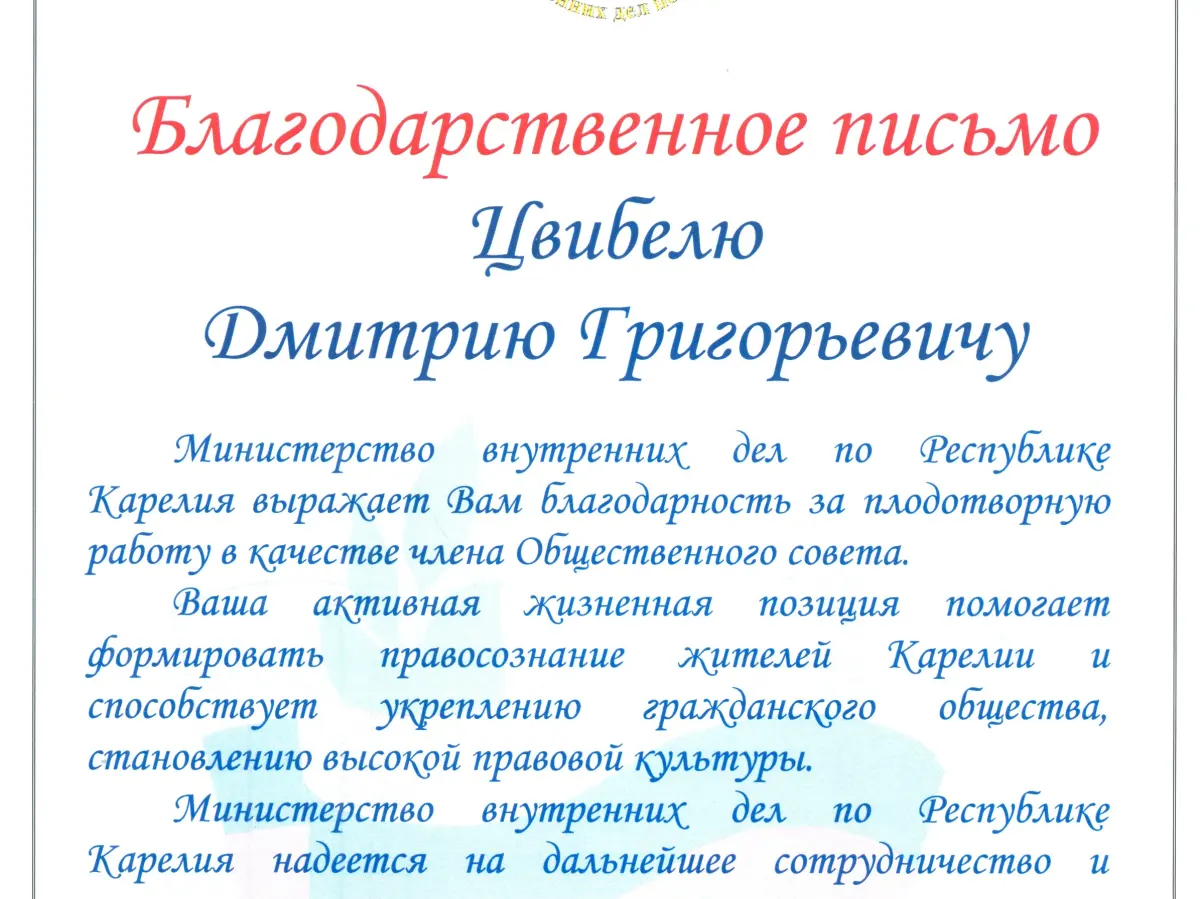 дел
Благодарственное письмо
Цвибелю
Дмитрию Григорьевичу
Министерство внутренних дел по Республике
Карелия выражает Вам благодарность за плодотворную
работу в качестве члена Общественного совета.
Ваша активная жизненная позиция помогает
формировать правосознание жителей Карелии и
способствует укреплению гражданского общества,
становлению высокой правовой культуры.
Министерство внутренних дел по Республике
Карелия надеется на дальнейшее сотрудничество и